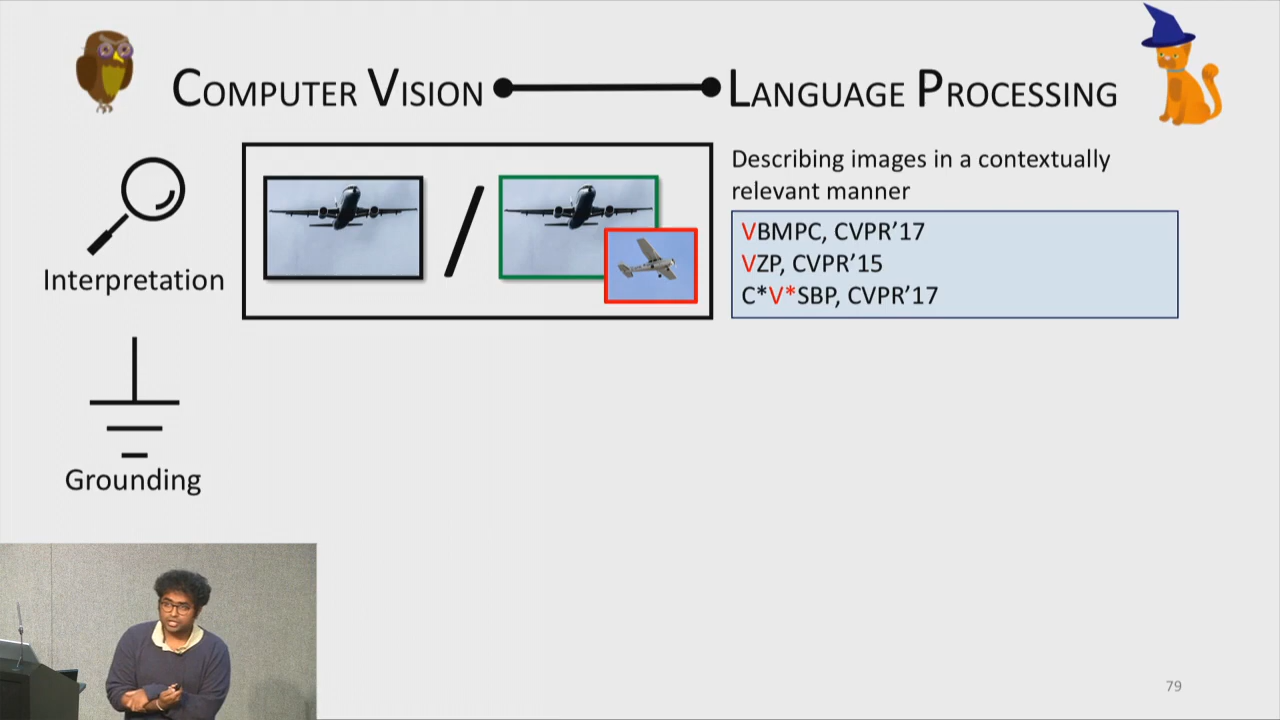 COMPUTER VISION
LANGUAGE PROCESSING
Describing images in a contextually
relevant manner
VBMPC, CVPR’17
VZP, CVPR’15
C*V*SBP, CVPR’17
Interpretation
Grounding
79